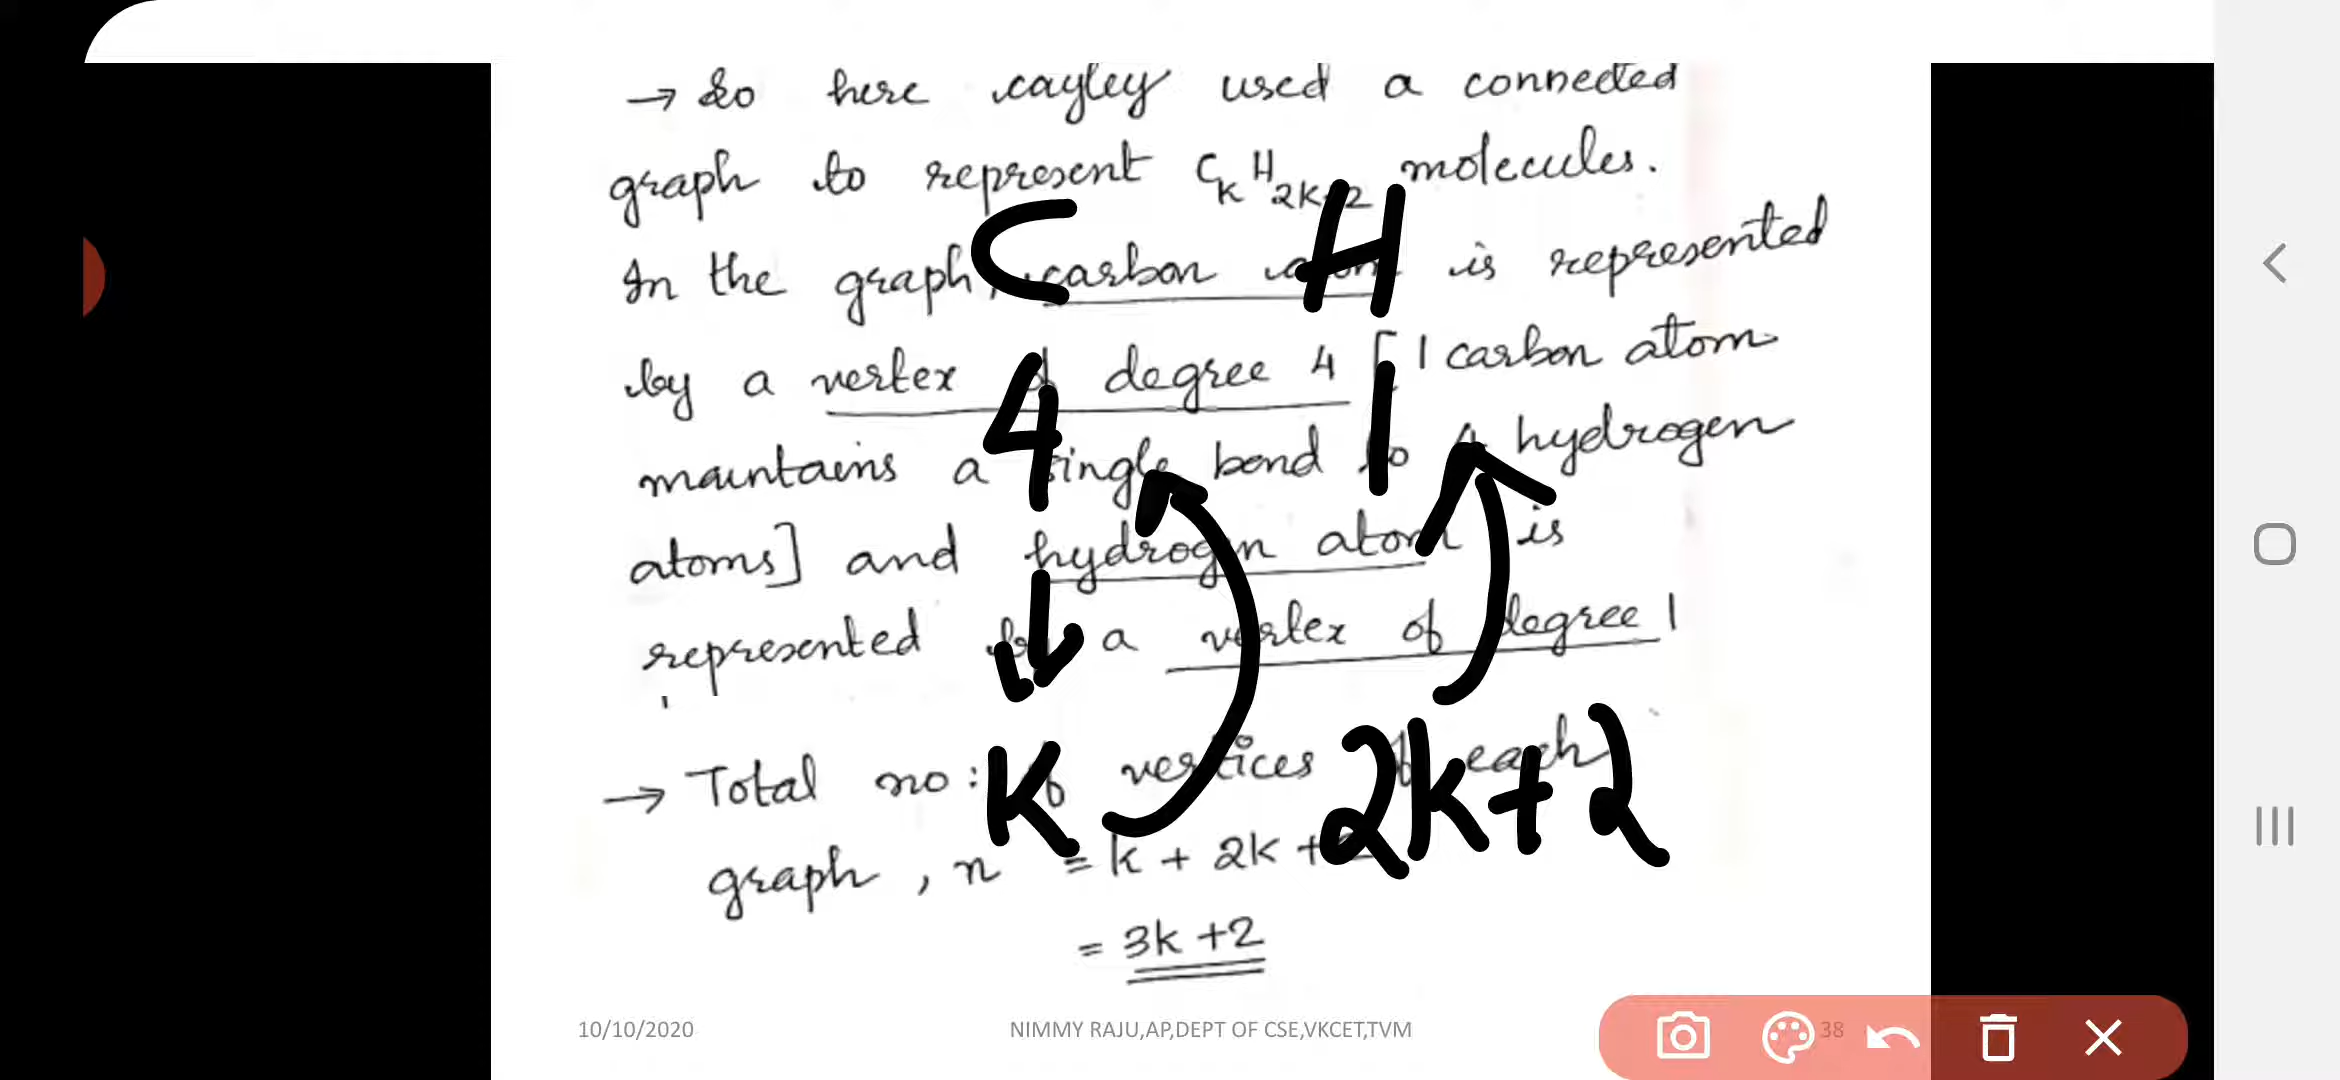 → So here cayley used a connected
graph to represent CkH2k+2 molecules.
C H
In the graph, carbon atom is represented
by a vertex of degree 4 [1 carbon atom
4 1
maintains a single bond to 4 hydrogen
atoms] and hydrogen atom is
represented by a vertex of degree 1
→ Total no: of vertices of each
K 2k+2
graph, n = k + 2k + 2
= 3k +2
10/10/2020 NIMMY RAJU,AP,DEPT OF CSE,VKCET,TVM 38